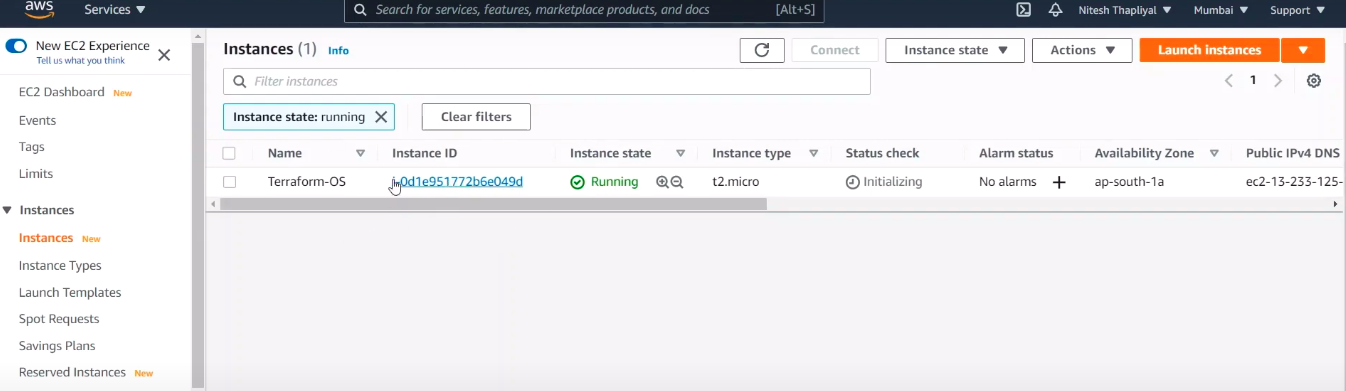 aws Services Search for services, features, marketplace products, and docs [Alt+S] Nitesh Thapliyal Mumbai Support
New EC2 Experience
Tell us what you think
EC2 Dashboard New
Events
Tags
Limits
Instances
Instances New
Instance Types
Launch Templates
Spot Requests
Savings Plans
Reserved Instances New
Instances (1) Info Connect Instance state Actions Launch instances
Filter instances 1
Instance state: running Clear filters
Name Instance ID Instance state Instance type Status check Alarm status Availability Zone Public IPv4 DNS
Terraform-OS i-0d1e951772b6e049d Running t2.micro Initializing No alarms + ap-south-1a ec2-13-233-125-